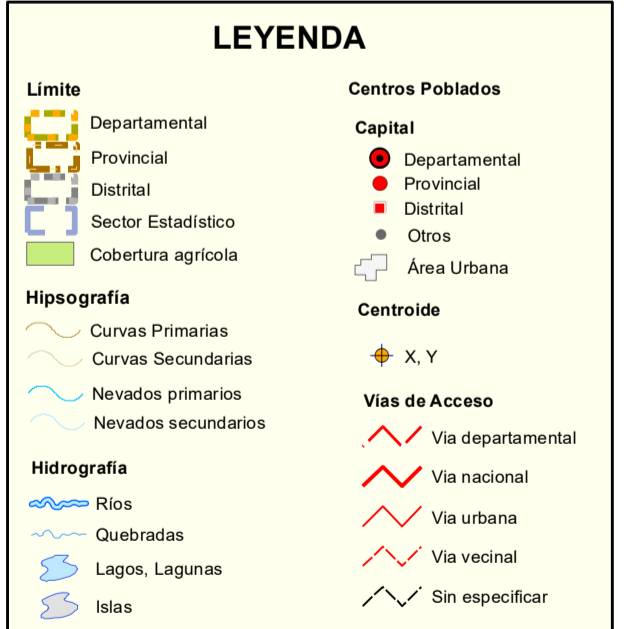 LEYENDA
Límite
Departamental
Provincial
Distrital
Sector Estadístico
Cobertura agrícola
Hipsografía
Curvas Primarias
Curvas Secundarias
Nevados primarios
Nevados secundarios
Hidrografía
Ríos
Quebradas
Lagos, Lagunas
Islas
Centros Poblados
Capital
Departamental
Provincial
Distrital
Otros
Área Urbana
Centroide
X, Y
Vías de Acceso
Via departamental
Via nacional
Via urbana
Via vecinal
Sin especificar